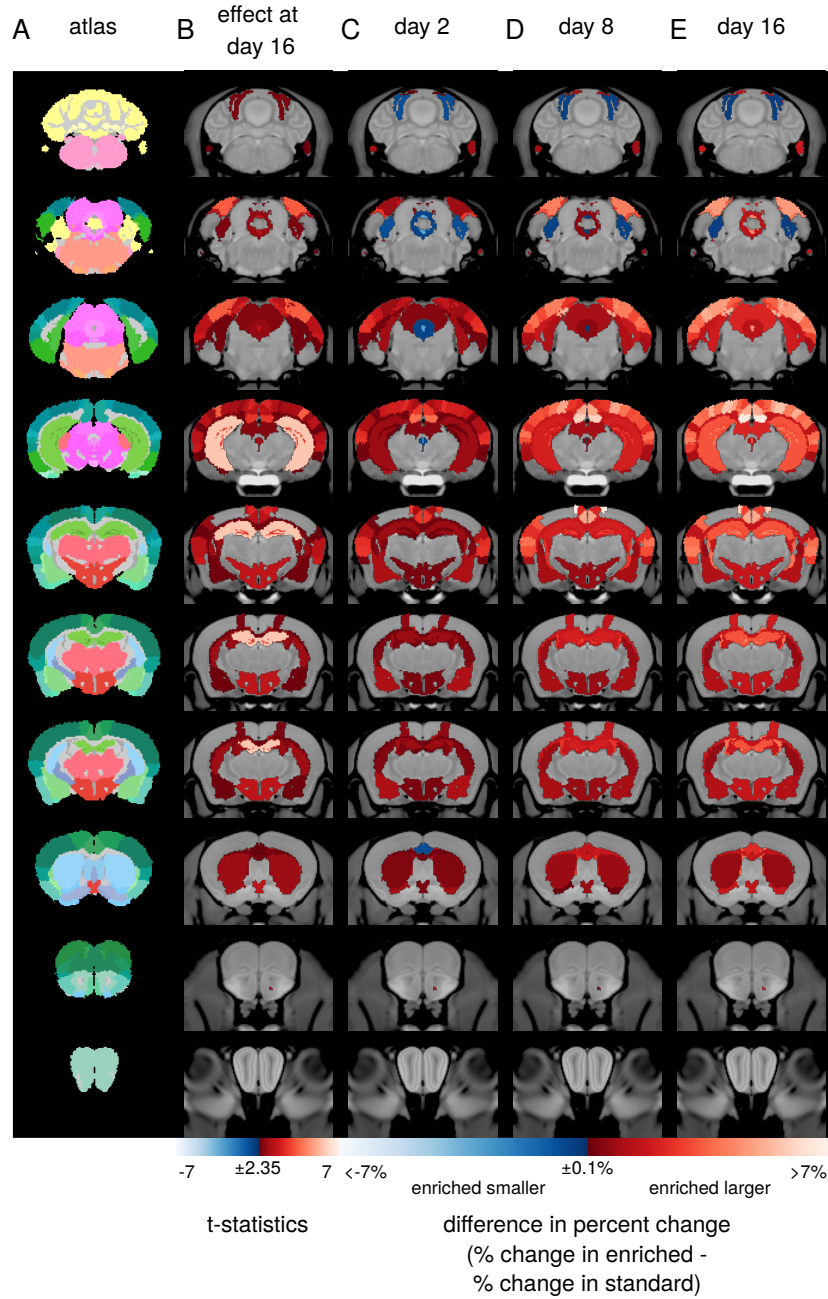 A atlas B effect at day 16 C day 2 D day 8 E day 16
-7 ±2.35 7 <-7% ±0.1% >7%
enriched smaller enriched larger
t-statistics difference in percent change
(% change in enriched -
% change in standard)